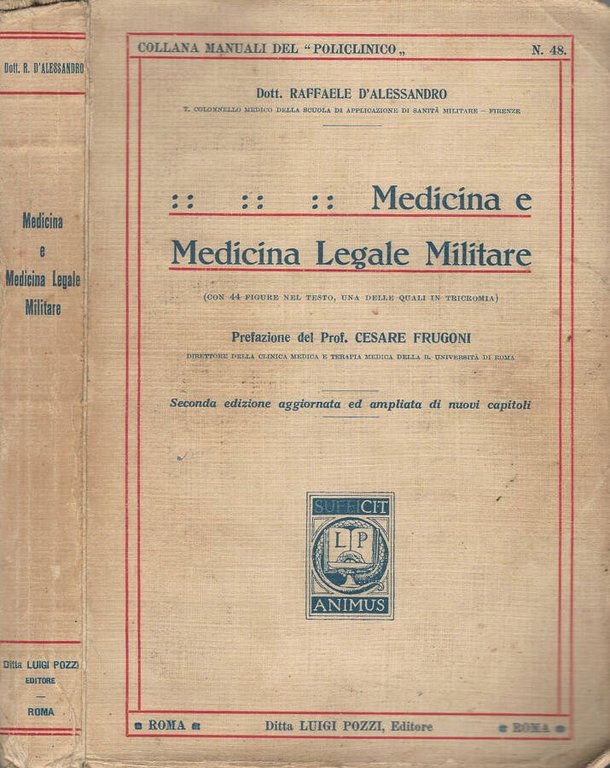 Dott. R. D'ALESSANDRO
Medicina
e
Medicina Legale
Militare
Ditta LUIGI POZZI
EDITORE
ROMA
COLLANA MANUALI DEL "POLICLINICO„ N. 48.
Dott. RAFFAELE D'ALESSANDRO
T. COLONNELLO MEDICO DELLA SCUOLA DI APPLICAZIONE DI SANITÀ MILITARE – FIRENZE
:: :: :: Medicina e
Medicina Legale Militare
(CON 44 FIGURE NEL TESTO, UNA DELLE QUALI IN TRICROMIA)
Prefazione del Prof. CESARE FRUGONI
DIRETTORE DELLA CLINICA MEDICA E TERAPIA MEDICA DELLA R. UNIVERSITÀ DI ROMA
Seconda edizione aggiornata ed ampliata di nuovi capitoli
SUFFICIT
L P
ANIMUS
ROMA Ditta LUIGI POZZI, Editore ROMA